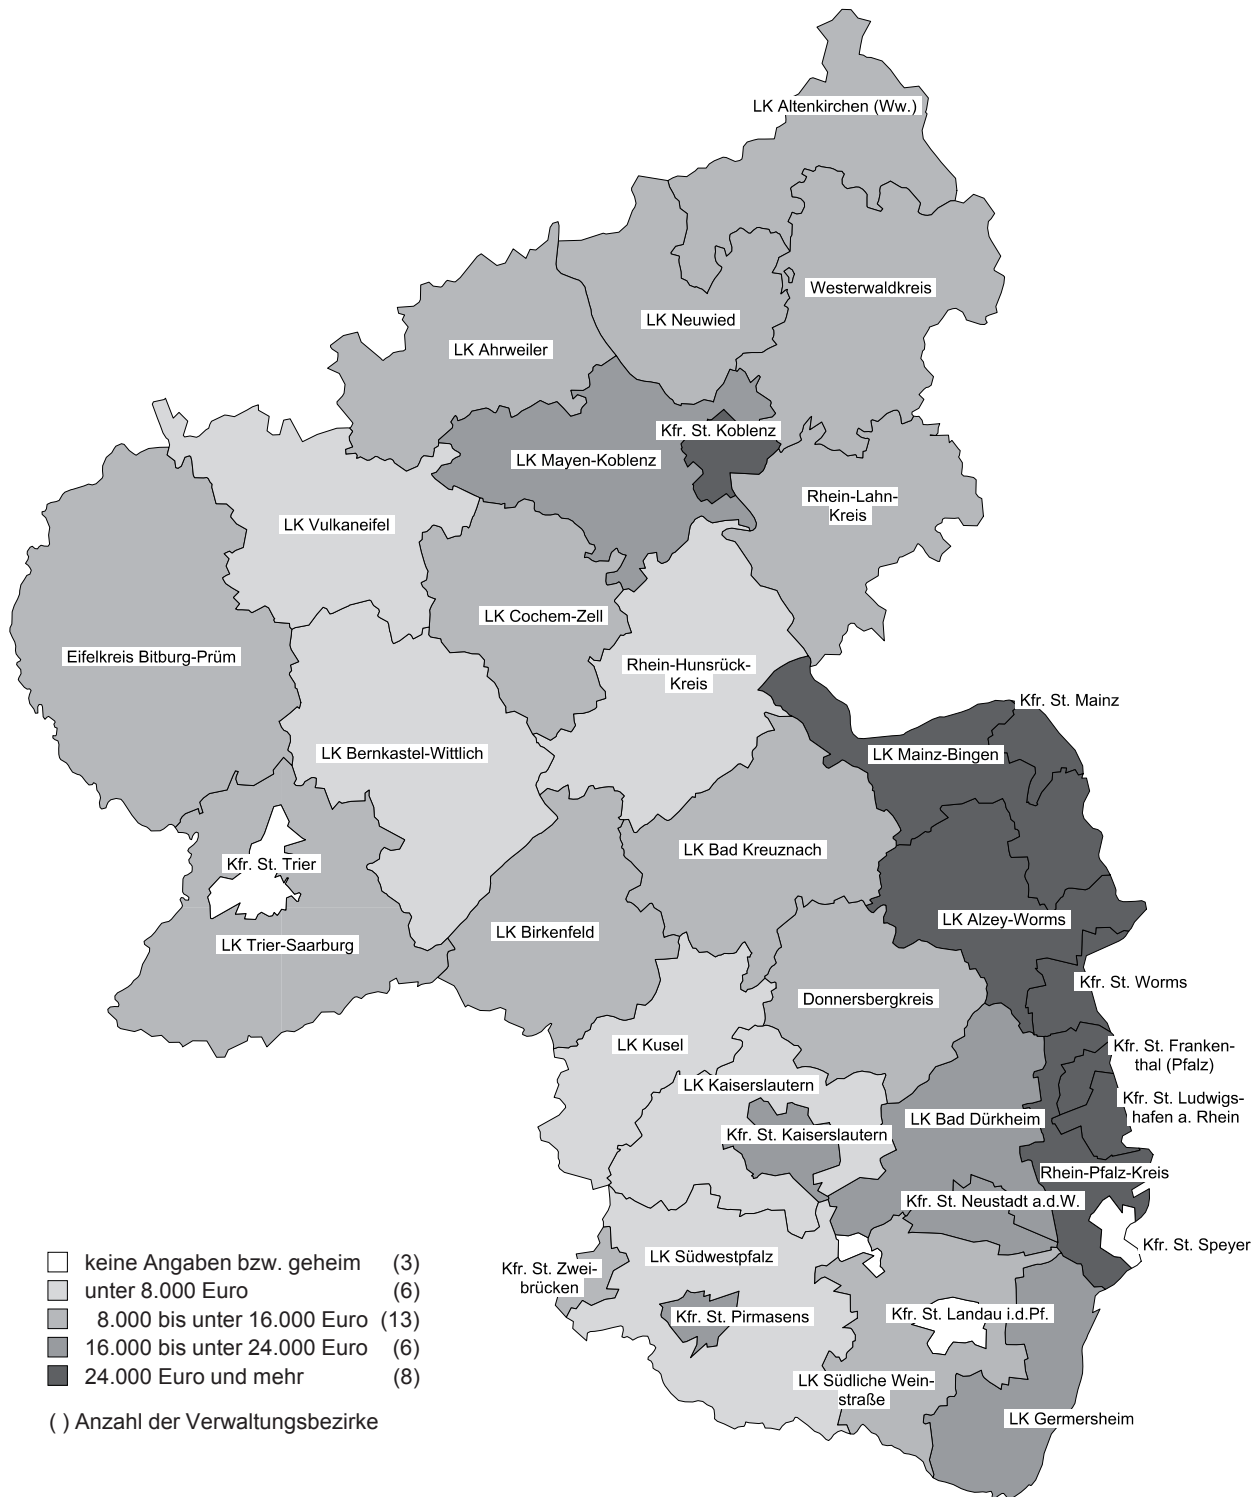 LK Altenkirchen (Ww.)
Westerwaldkreis
LK Neuwied
LK Ahrweiler
Kfr. St. Koblenz
LK Mayen-Koblenz
Rhein-Lahn-
Kreis
LK Vulkaneifel
LK Cochem-Zell
Eifelkreis Bitburg-Prüm
Rhein-Hunsrück-
Kreis
Kfr. St. Mainz
LK Bernkastel-Wittlich
LK Mainz-Bingen
LK Bad Kreuznach
Kfr. St. Trier
LK Alzey-Worms
LK Birkenfeld
LK Trier-Saarburg
Kfr. St. Worms
Donnersbergkreis
LK Kusel
Kfr. St. Franken-
thal (Pfalz)
LK Kaiserslautern
Kfr. St. Ludwigs-
hafen a. Rhein
LK Bad Dürkheim
Kfr. St. Kaiserslautern
Rhein-Pfalz-Kreis
Kfr. St. Neustadt a.d.W.
Kfr. St. Speyer
LK Südwestpfalz
Kfr. St. Zwei-
brücken
Kfr. St. Landau i.d.Pf.
Kfr. St. Pirmasens
LK Südliche Wein-
straße
LK Germersheim
keine Angaben bzw. geheim (3)
unter 8.000 Euro (6)
8.000 bis unter 16.000 Euro (13)
16.000 bis unter 24.000 Euro (6)
24.000 Euro und mehr (8)
( ) Anzahl der Verwaltungsbezirke